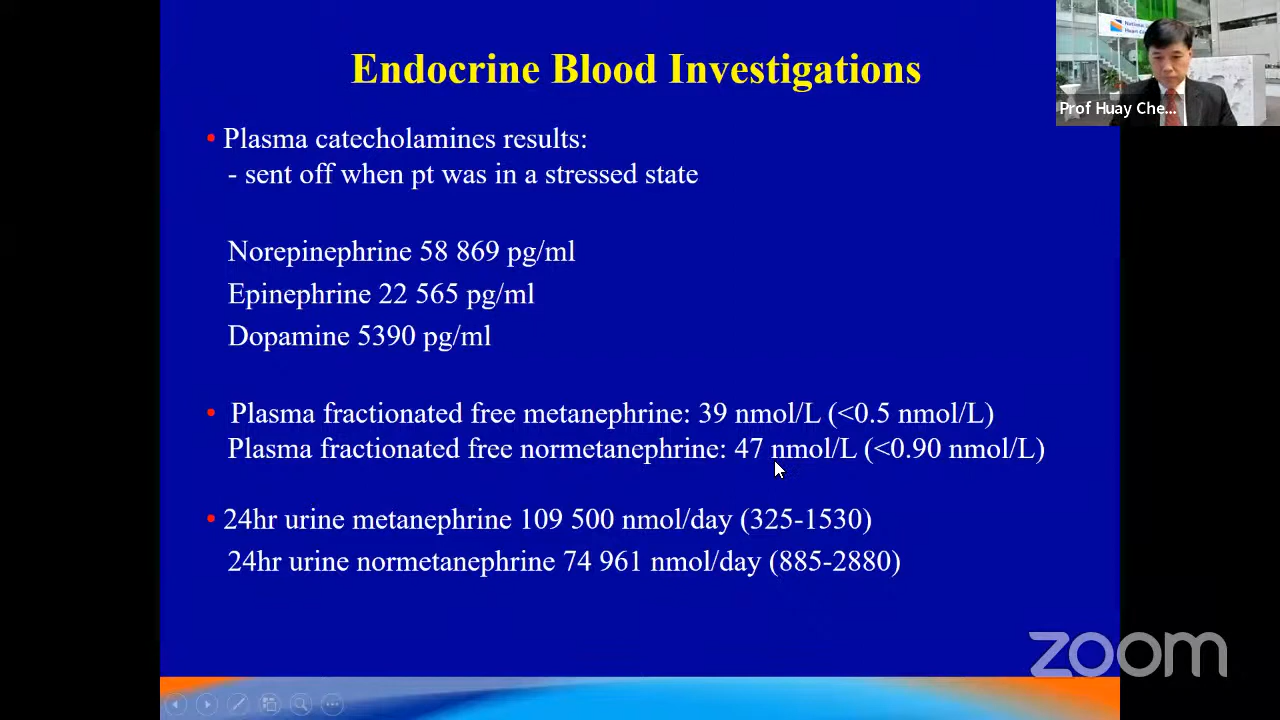 Endocrine Blood Investigations
• Plasma catecholamines results:
- sent off when pt was in a stressed state
Norepinephrine 58 869 pg/ml
Epinephrine 22 565 pg/ml
Dopamine 5390 pg/ml
• Plasma fractionated free metanephrine: 39 nmol/L (<0.5 nmol/L)
Plasma fractionated free normetanephrine: 47 nmol/L (<0.90 nmol/L)
• 24hr urine metanephrine 109 500 nmol/day (325-1530)
24hr urine normetanephrine 74 961 nmol/day (885-2880)
Prof Huay Che...
zoom